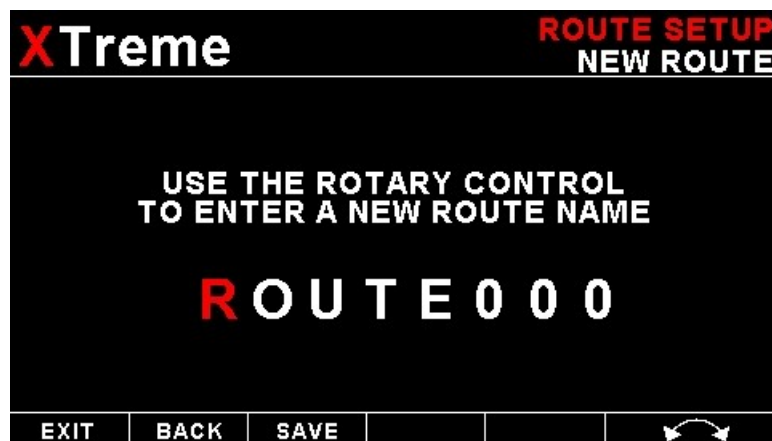 XTreme
ROUTE SETUP
NEW ROUTE
USE THE ROTARY CONTROL
TO ENTER A NEW ROUTE NAME
ROUTE000
EXIT BACK SAVE